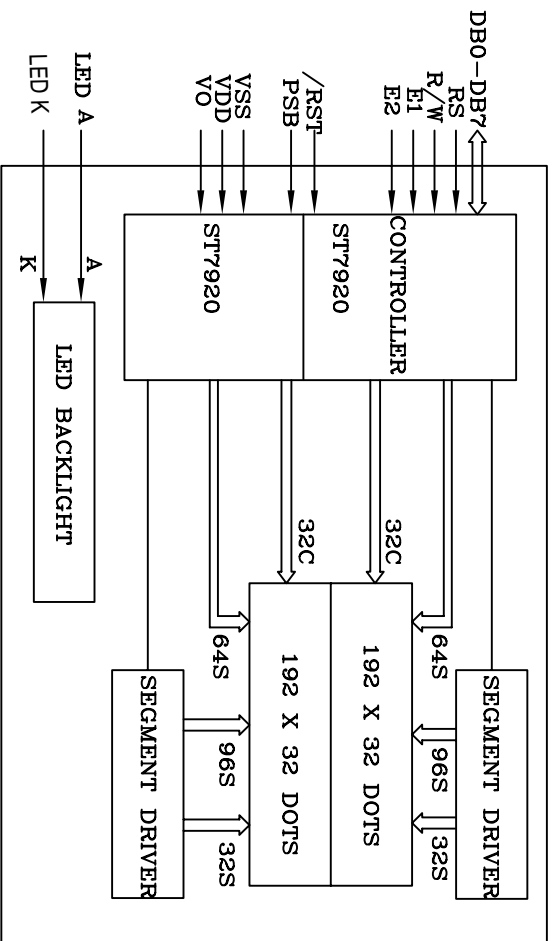 DB0-DB7
RS
R/W
E1
E2
/RST
PSB
VSS
VDD
VO
LED A
LED K
A
K
CONTROLLER
ST7920
ST7920
LED BACKLIGHT
32C
32C
64S
64S
192 X 32 DOTS
192 X 32 DOTS
96S
32S
96S
32S
SEGMENT DRIVER
SEGMENT DRIVER